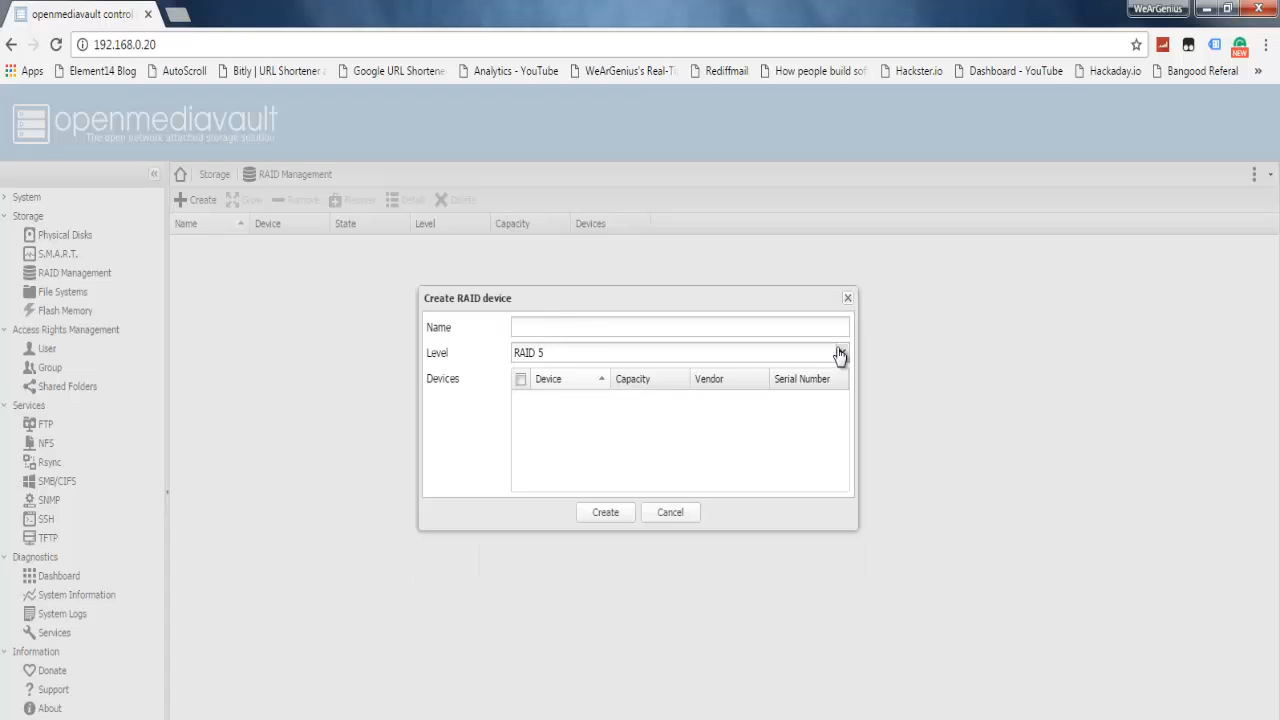 openmediavault control
WeArGenius
192.168.0.20
NEW
Apps
Element14 Blog
AutoScroll
Bitly | URL Shortener a
Google URL Shortene
Analytics - YouTube
WeArGenius's Real-Ti
Rediffmail
How people build sof
Hackster.io
Dashboard - YouTube
Hackaday.io
Bangood Referal
»
openmediavault
The open network attached storage solution
Storage
RAID Management
System
Storage
Physical Disks
S.M.A.R.T.
RAID Management
File Systems
Flash Memory
Access Rights Management
User
Group
Shared Folders
Services
FTP
NFS
Rsync
SMB/CIFS
SNMP
SSH
TFTP
Diagnostics
Dashboard
System Information
System Logs
Services
Information
Donate
Support
About
Create
Grow
Remove
Recover
Detail
Delete
Name
Device
State
Level
Capacity
Devices
Create RAID device
Name
Level
RAID 5
Devices
Device
Capacity
Vendor
Serial Number
Create
Cancel